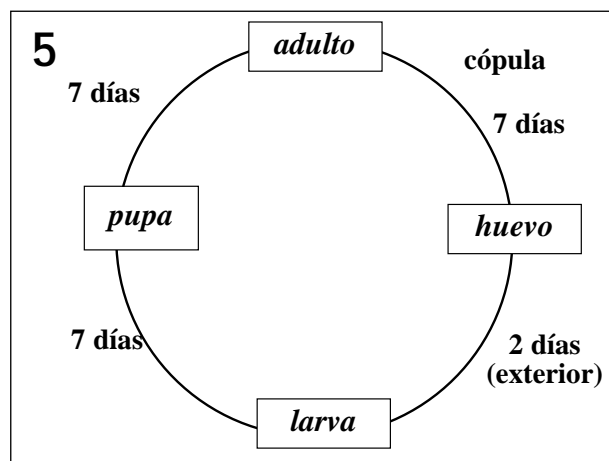 5
adulto
cópula
7 días
7 días
pupa
huevo
7 días
2 días
(exterior)
larva